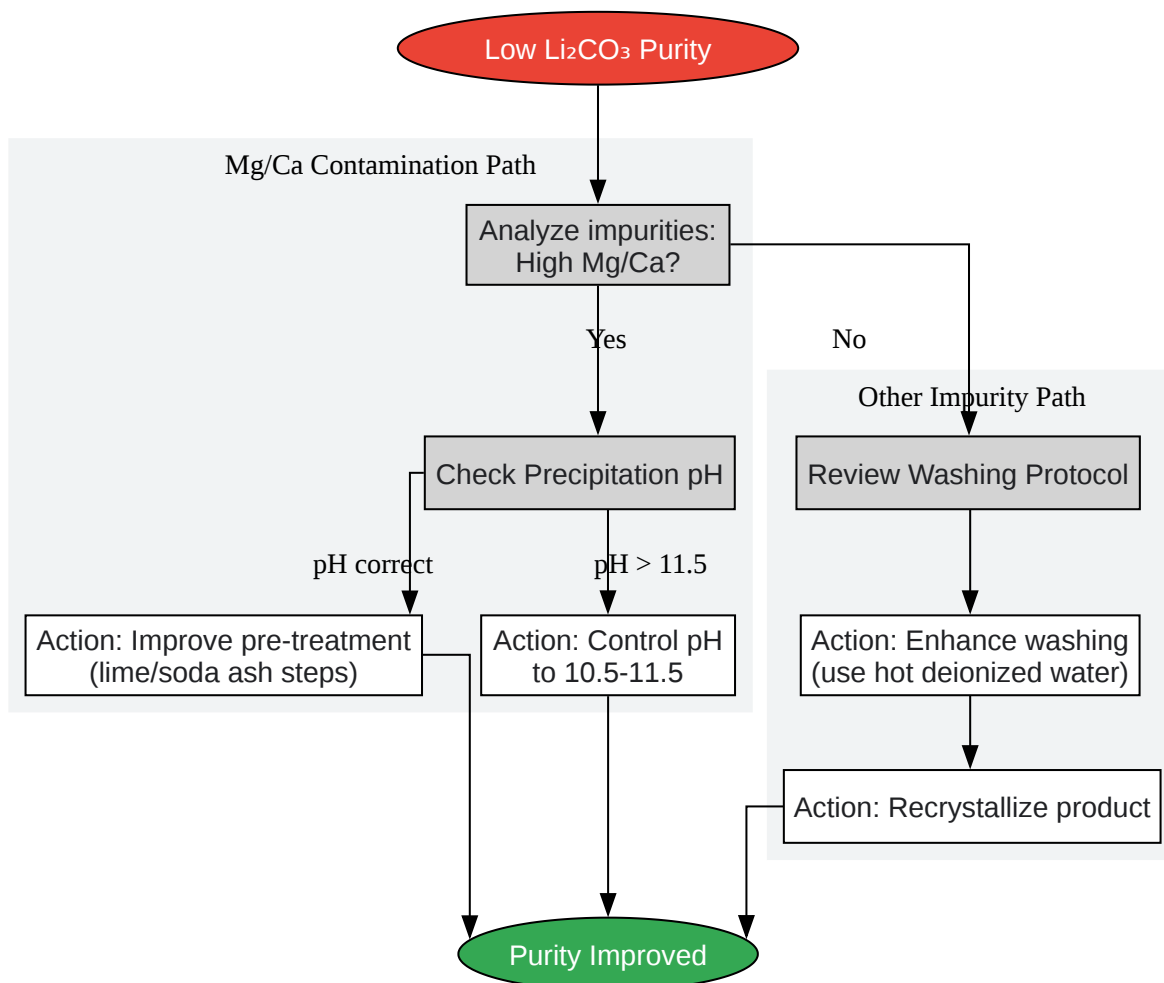 Low Li₂CO₃ Purity
Mg/Ca Contamination Path
Analyze impurities:
High Mg/Ca?
Yes
No
Other Impurity Path
Check Precipitation pH
Review Washing Protocol
pH correct
pH > 11.5
Action: Improve pre-treatment
(lime/soda ash steps)
Action: Control pH
to 10.5-11.5
Action: Enhance washing
(use hot deionized water)
Action: Recrystallize product
Purity Improved